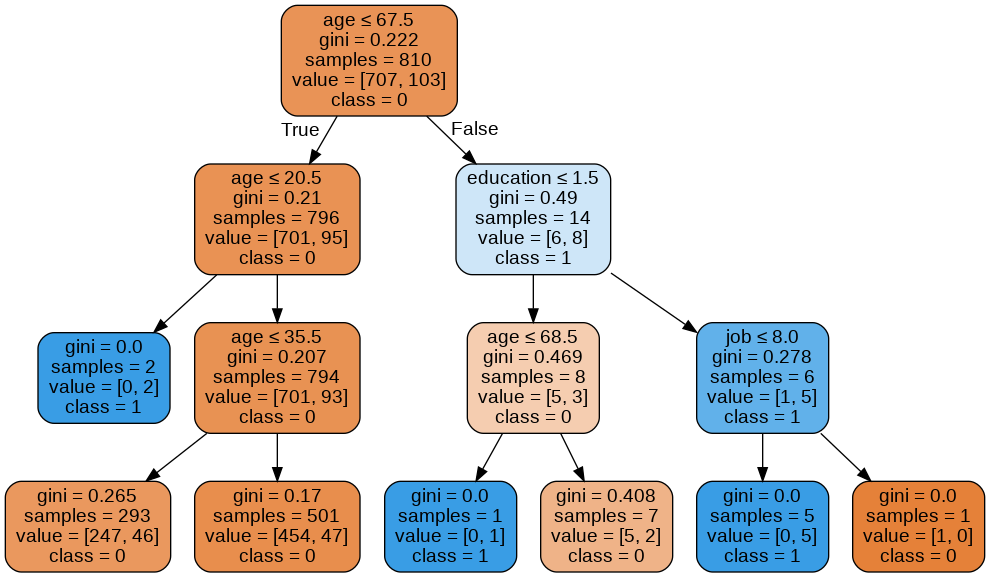 age ≤ 67.5
gini = 0.222
samples = 810
value = [707, 103]
class = 0
True
False
age ≤ 20.5
gini = 0.21
samples = 796
value = [701, 95]
class = 0
education ≤ 1.5
gini = 0.49
samples = 14
value = [6, 8]
class = 1
gini = 0.0
samples = 2
value = [0, 2]
class = 1
age ≤ 35.5
gini = 0.207
samples = 794
value = [701, 93]
class = 0
age ≤ 68.5
gini = 0.469
samples = 8
value = [5, 3]
class = 0
job ≤ 8.0
gini = 0.278
samples = 6
value = [1, 5]
class = 1
gini = 0.265
samples = 293
value = [247, 46]
class = 0
gini = 0.17
samples = 501
value = [454, 47]
class = 0
gini = 0.0
samples = 1
value = [0, 1]
class = 1
gini = 0.408
samples = 7
value = [5, 2]
class = 0
gini = 0.0
samples = 5
value = [0, 5]
class = 1
gini = 0.0
samples = 1
value = [1, 0]
class = 0